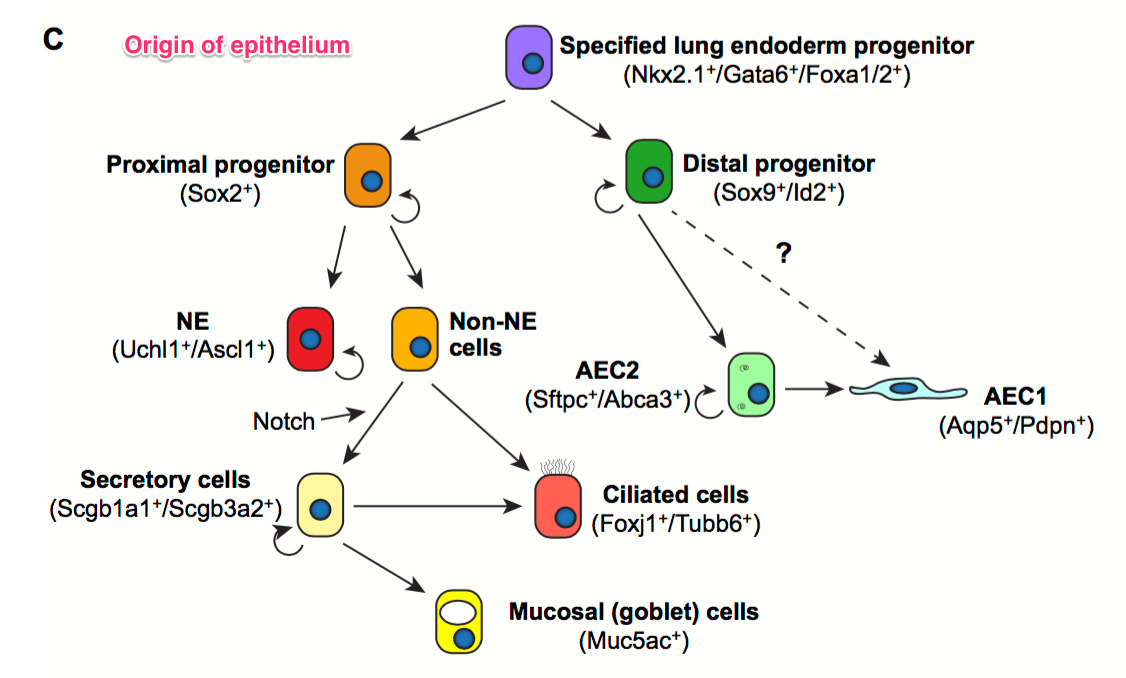 C
Origin of epithelium
Specified lung endoderm progenitor
(Nkx2.1⁺/Gata6⁺/Foxa1/2⁺)
Proximal progenitor
(Sox2⁺)
Distal progenitor
(Sox9⁺/Id2⁺)
?
NE
(Uchl1⁺/Ascl1⁺)
Non-NE
cells
AEC2
(Sftpc⁺/Abca3⁺)
AEC1
(Aqp5⁺/Pdpn⁺)
Notch
Secretory cells
(Scgb1a1⁺/Scgb3a2⁺)
Ciliated cells
(Foxj1⁺/Tubb6⁺)
Mucosal (goblet) cells
(Muc5ac⁺)